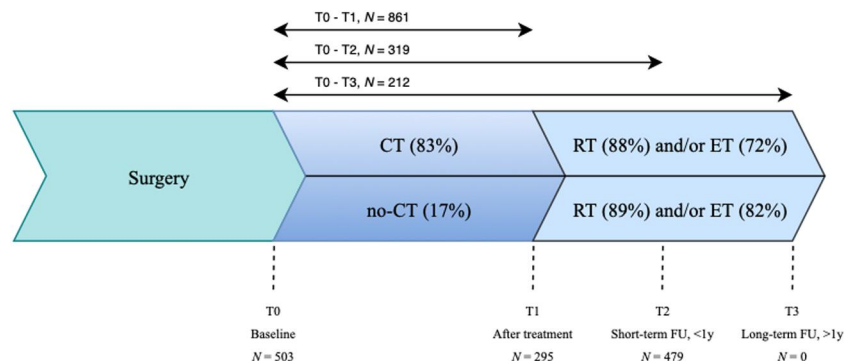 T0 - T1, N = 861
T0 - T2, N = 319
T0 - T3, N = 212
Surgery
CT (83%)
RT (88%) and/or ET (72%)
no-CT (17%)
RT (89%) and/or ET (82%)
T0
T1
T2
T3
Baseline
After treatment
Short-term FU, <1y
Long-term FU, >1y
N = 503
N = 295
N = 479
N = 0